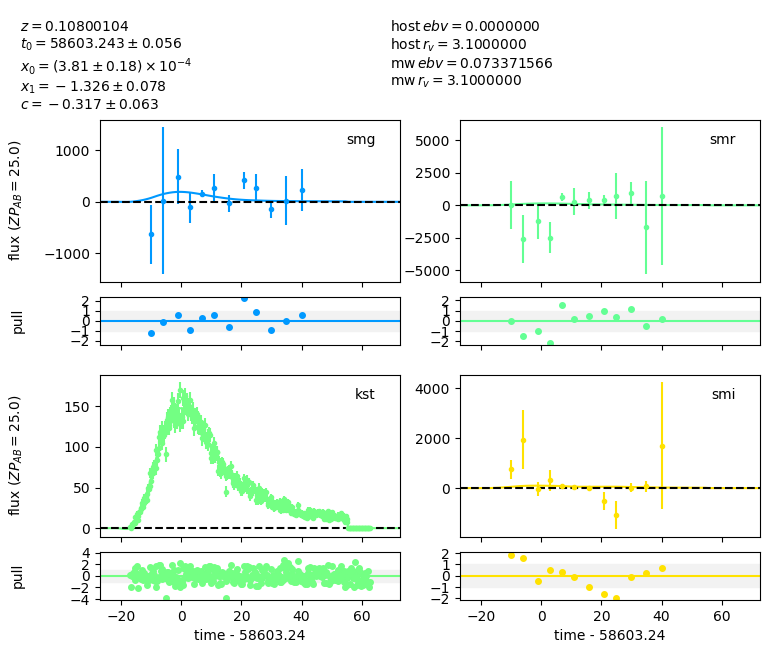 z = 0.10800104
t₀ = 58603.243 ± 0.056
x₀ = (3.81 ± 0.18) × 10⁻⁴
x₁ = −1.326 ± 0.078
c = −0.317 ± 0.063
host ebv = 0.0000000
host r_v = 3.1000000
mw ebv = 0.073371566
mw r_v = 3.1000000
smg
flux (ZP_AB = 25.0)
1000
0
−1000
smr
5000
2500
0
−2500
−5000
pull
2
1
0
−1
−2
2
1
0
−1
−2
kst
flux (ZP_AB = 25.0)
150
100
50
0
smi
4000
2000
0
pull
4
2
0
−2
−4
2
1
0
−1
−2
−20 0 20 40 60
time - 58603.24
−20 0 20 40 60
time - 58603.24